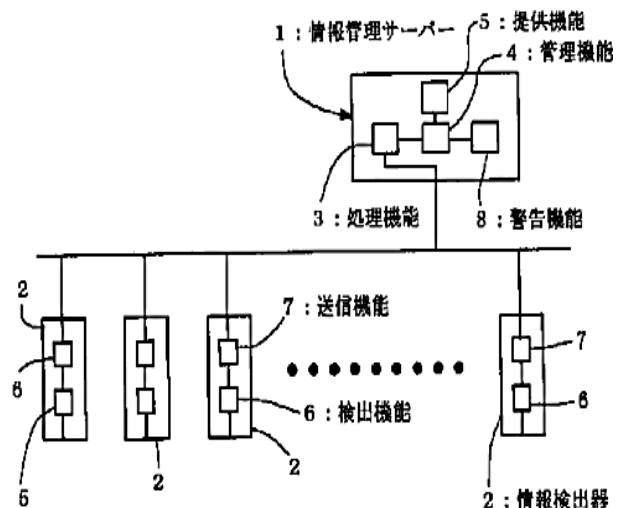 5：提供機能
1：情報管理サーバー
4：管理機能
3：処理機能
8：警告機能
2
7：送信機能
7
6
6：検出機能
6
5
2
2
2：情報検出器